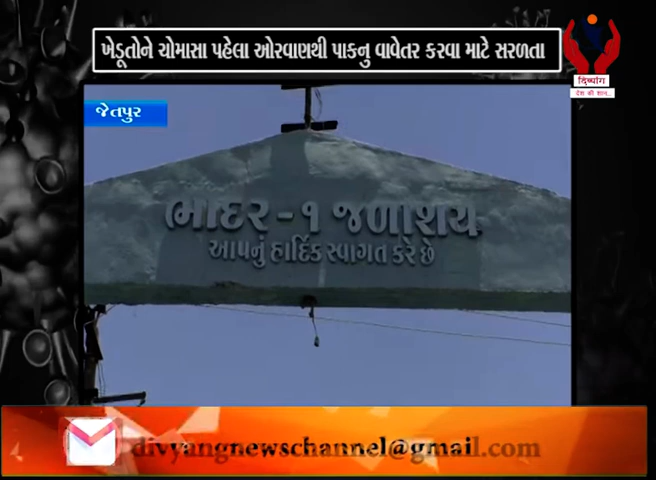 ખેડૂતોને ચોમાસા પહેલા ઓરવાણથી પાકનુ વાવેતર કરવા માટે સરળતા
दिव्यांग
देश की शान..
જેતપુર
ભાદર - ૧ જળાશય
આપનું હાર્દિક સ્વાગત કરે છે
divyangnewschannel@gmail.com